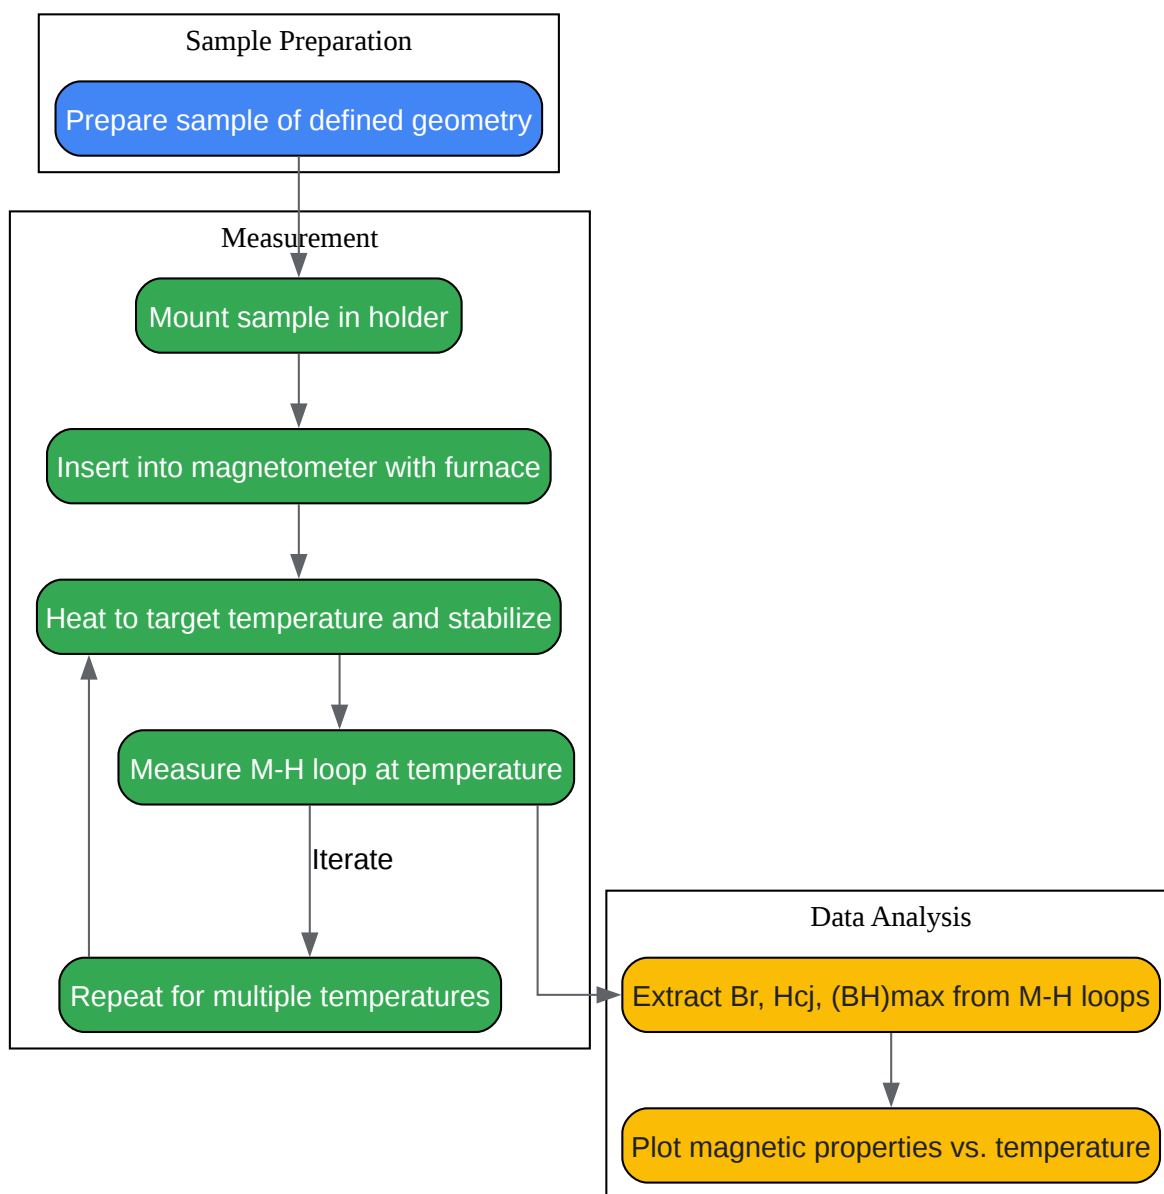 Sample Preparation
Prepare sample of defined geometry
Measurement
Mount sample in holder
Insert into magnetometer with furnace
Heat to target temperature and stabilize
Measure M-H loop at temperature
Iterate
Repeat for multiple temperatures
Data Analysis
Extract Br, Hcj, (BH)max from M-H loops
Plot magnetic properties vs. temperature